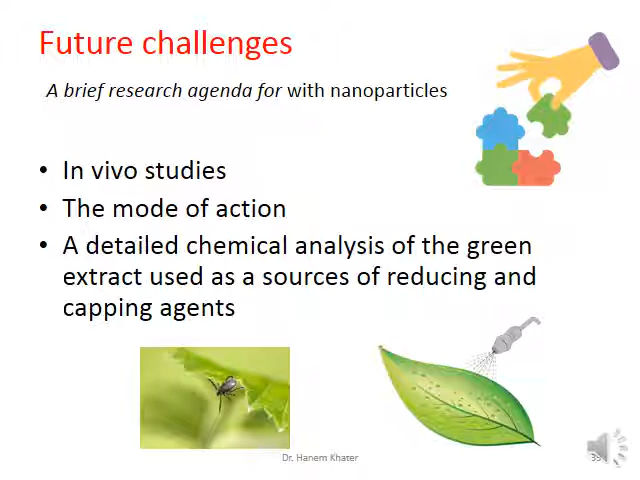 Future challenges
A brief research agenda for with nanoparticles
• In vivo studies
• The mode of action
• A detailed chemical analysis of the green
extract used as a sources of reducing and
capping agents
Dr. Hanem Khater